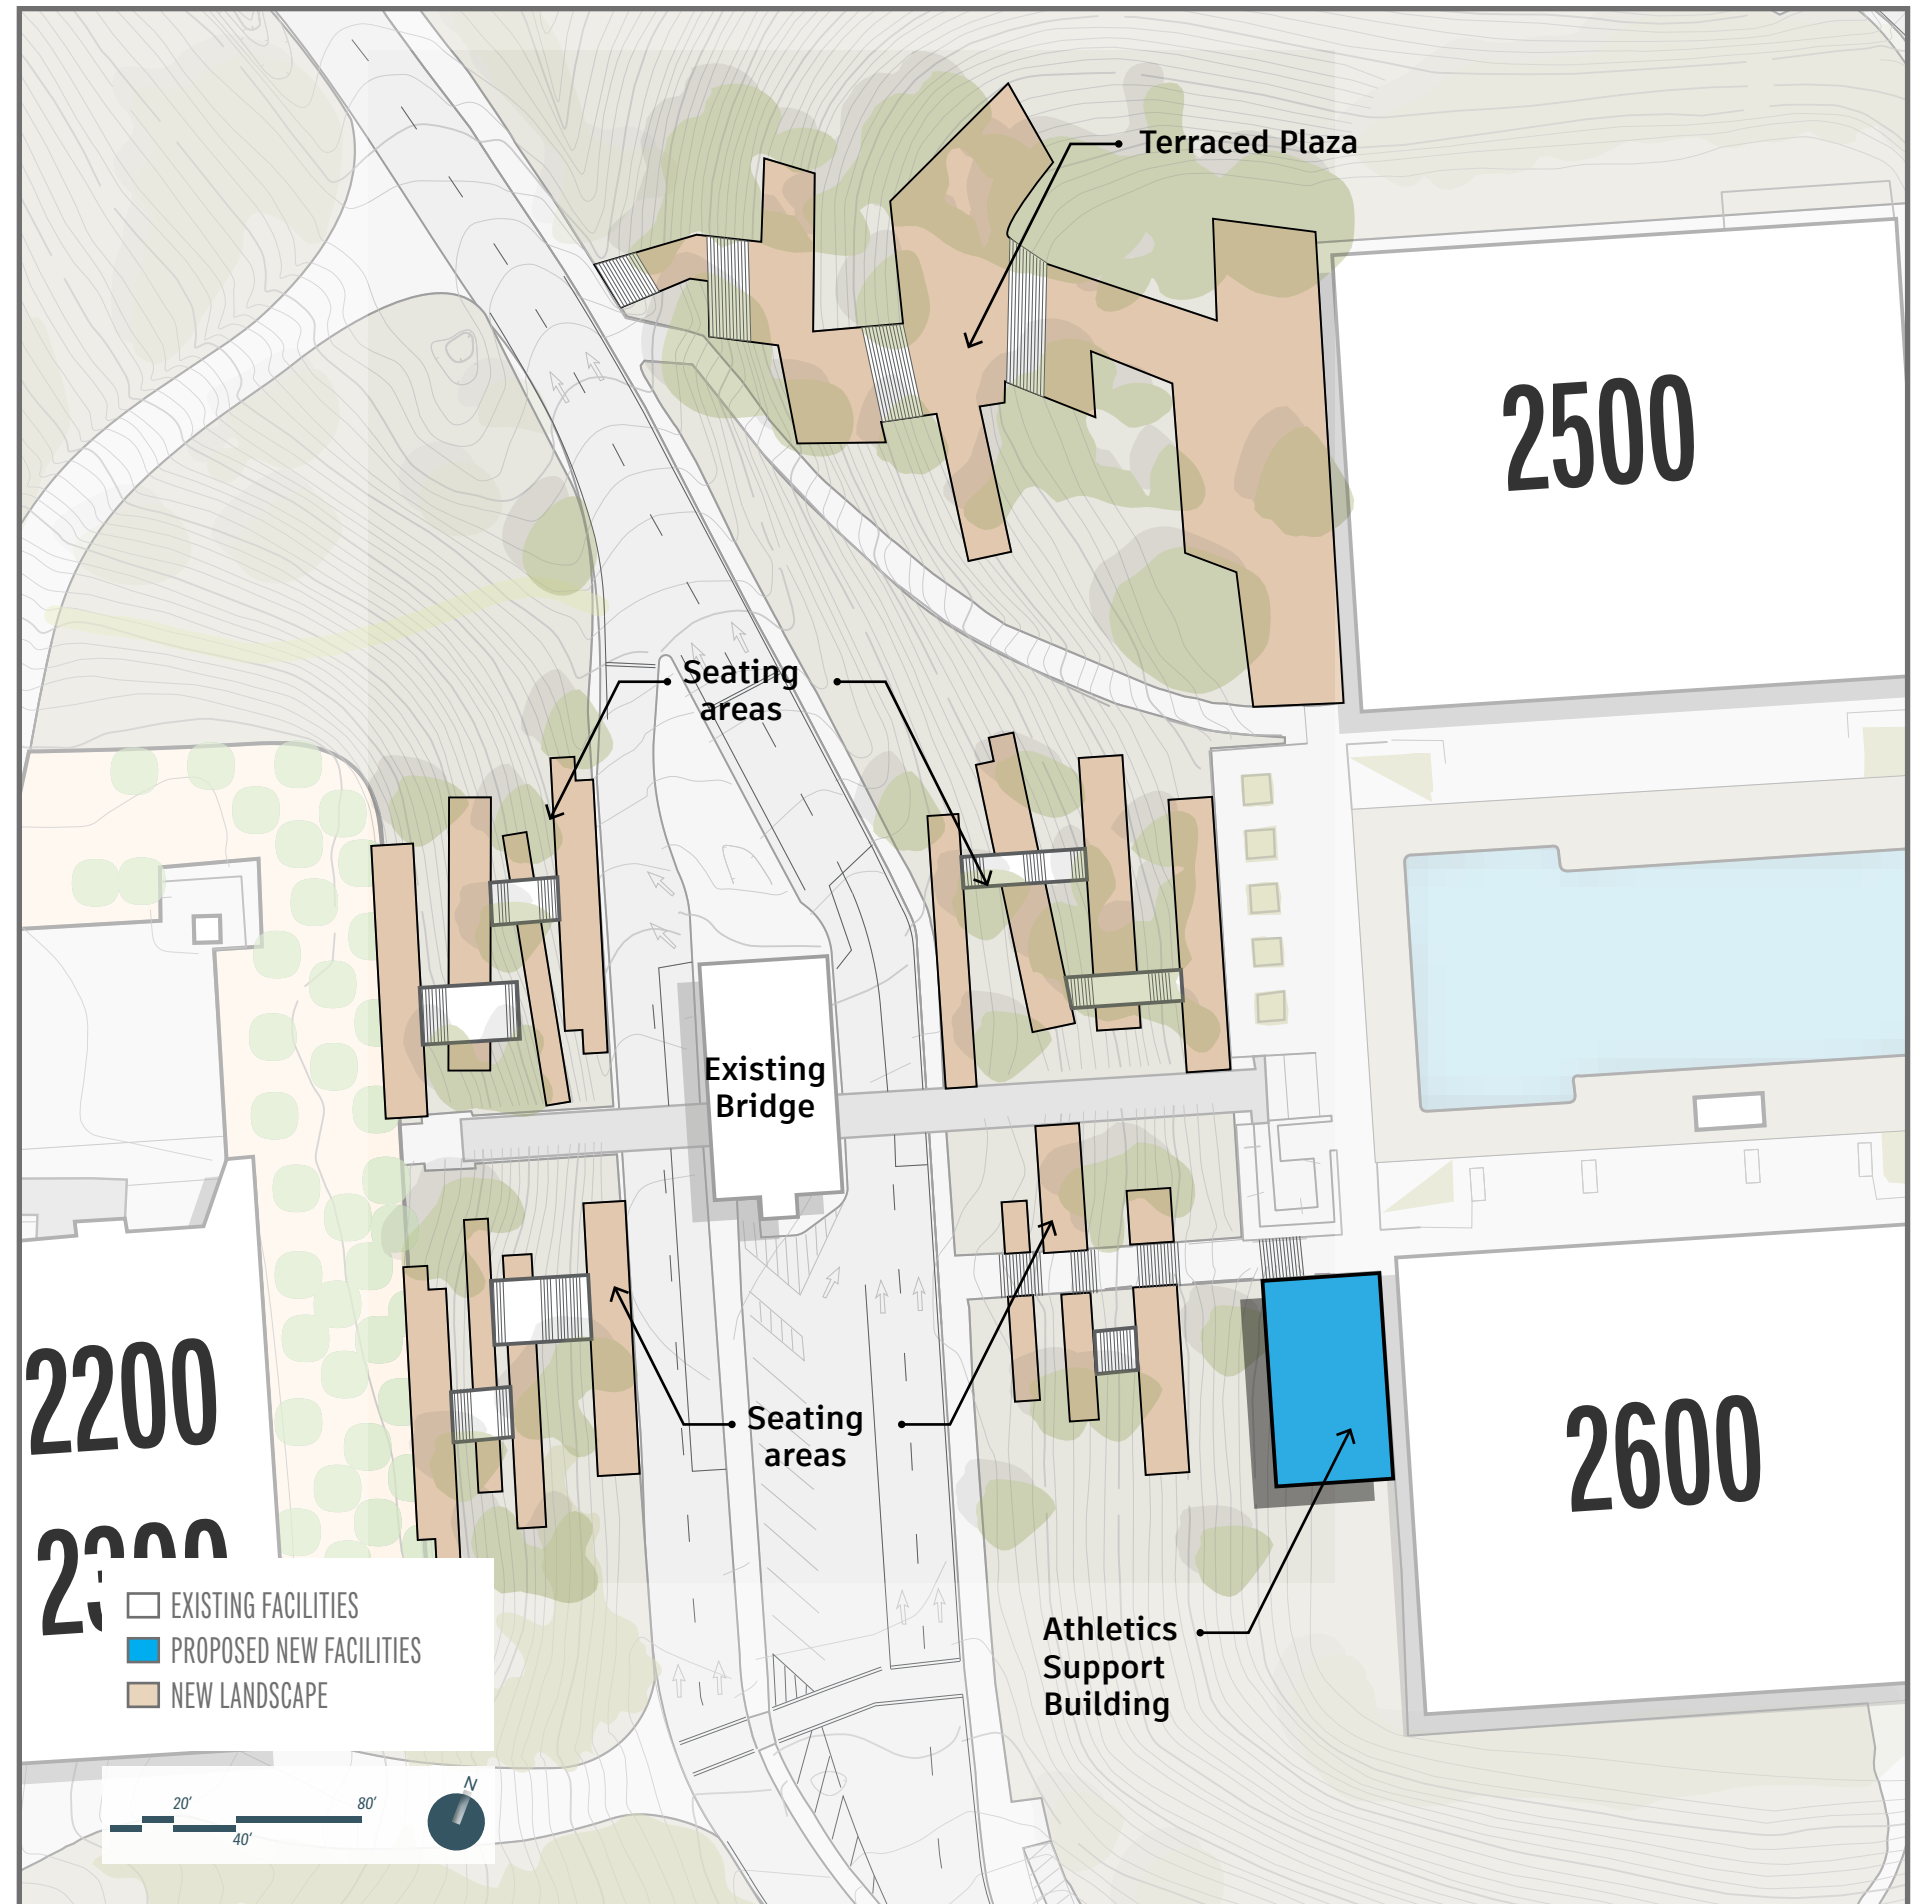 Terraced Plaza
2500
Seating
areas
Existing
Bridge
2200
Seating
areas
2600
Athletics
Support
Building
EXISTING FACILITIES
PROPOSED NEW FACILITIES
NEW LANDSCAPE
N
20'
80'
40'